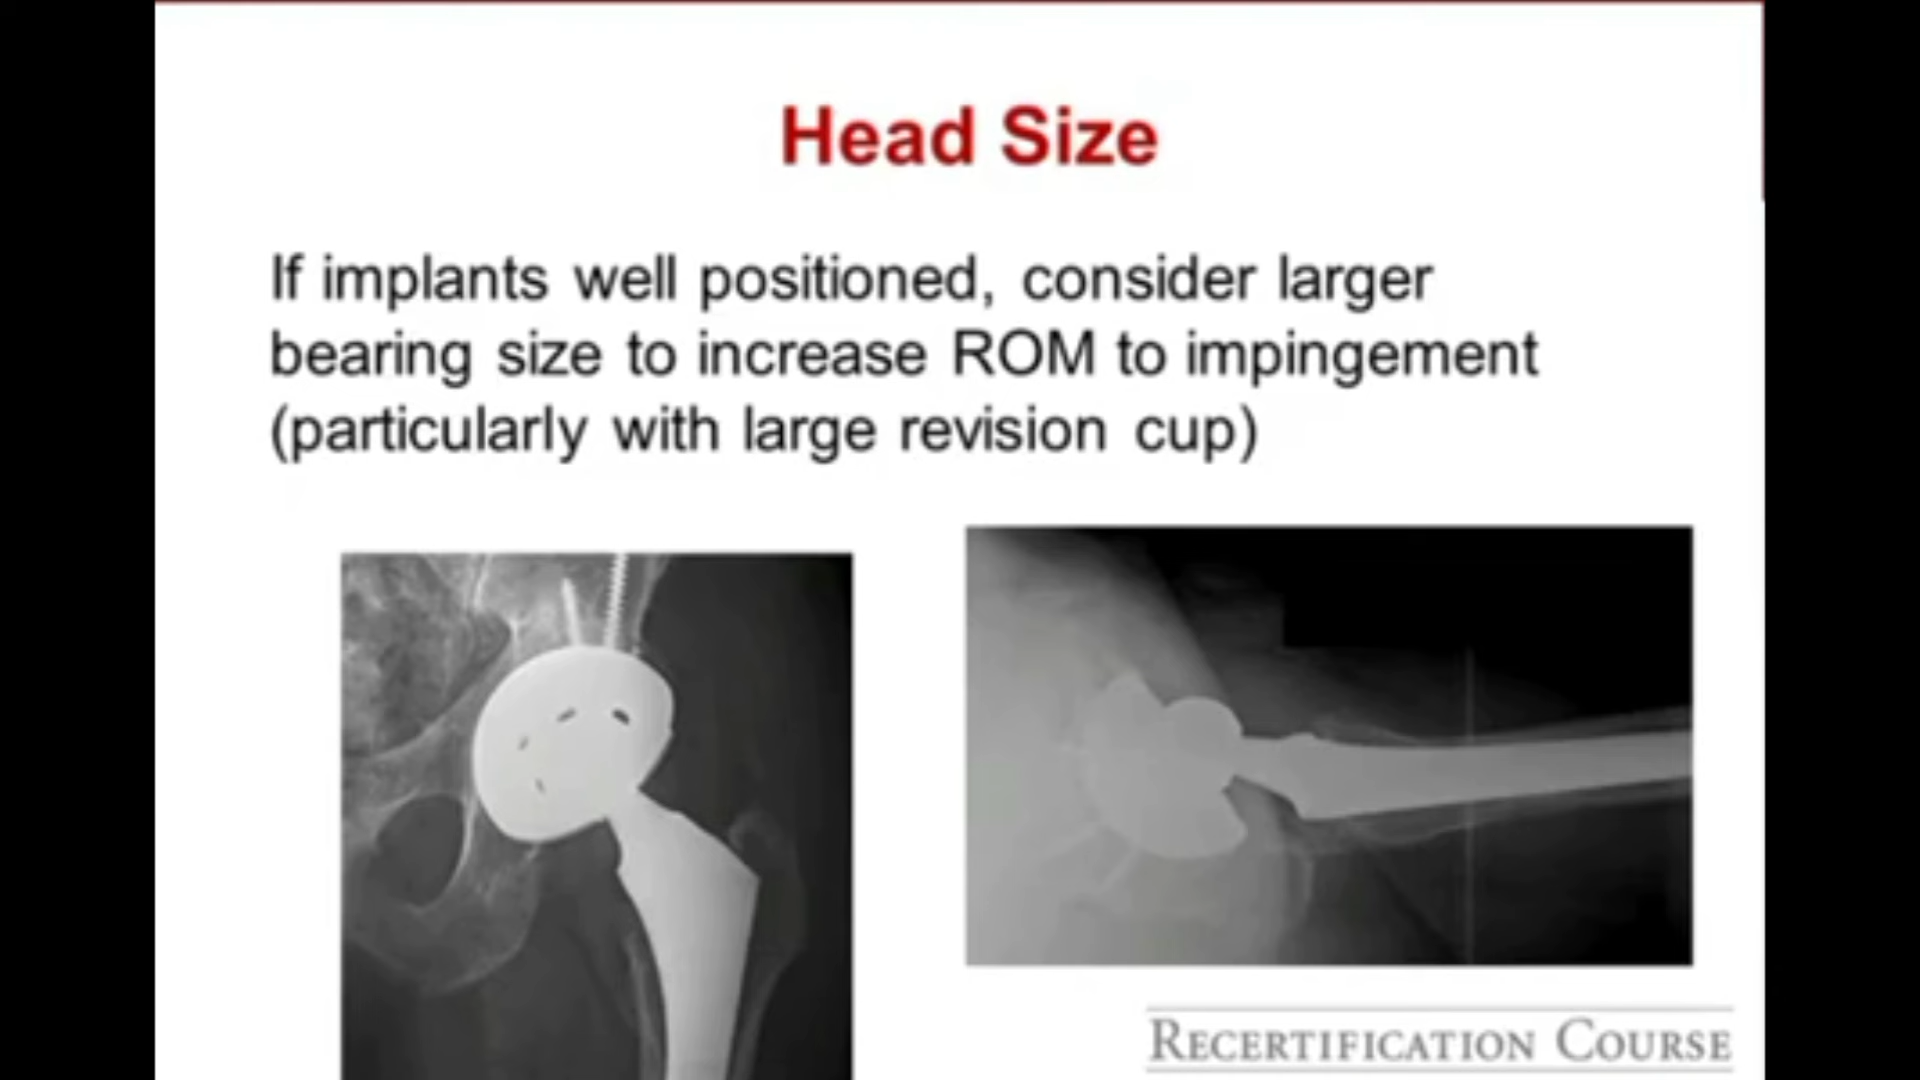 Head Size
If implants well positioned, consider larger
bearing size to increase ROM to impingement
(particularly with large revision cup)
RECERTIFICATION COURSE